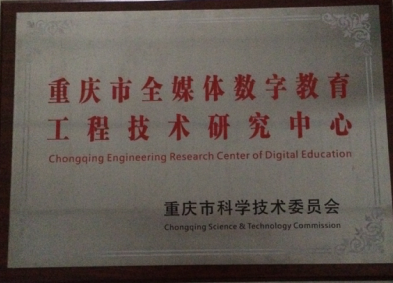 重庆市全媒体数字教育
工程技术研究中心
Chongqing Engineering Research Center of Digital Education
重庆市科学技术委员会
Chongqing Science & Technology Commission